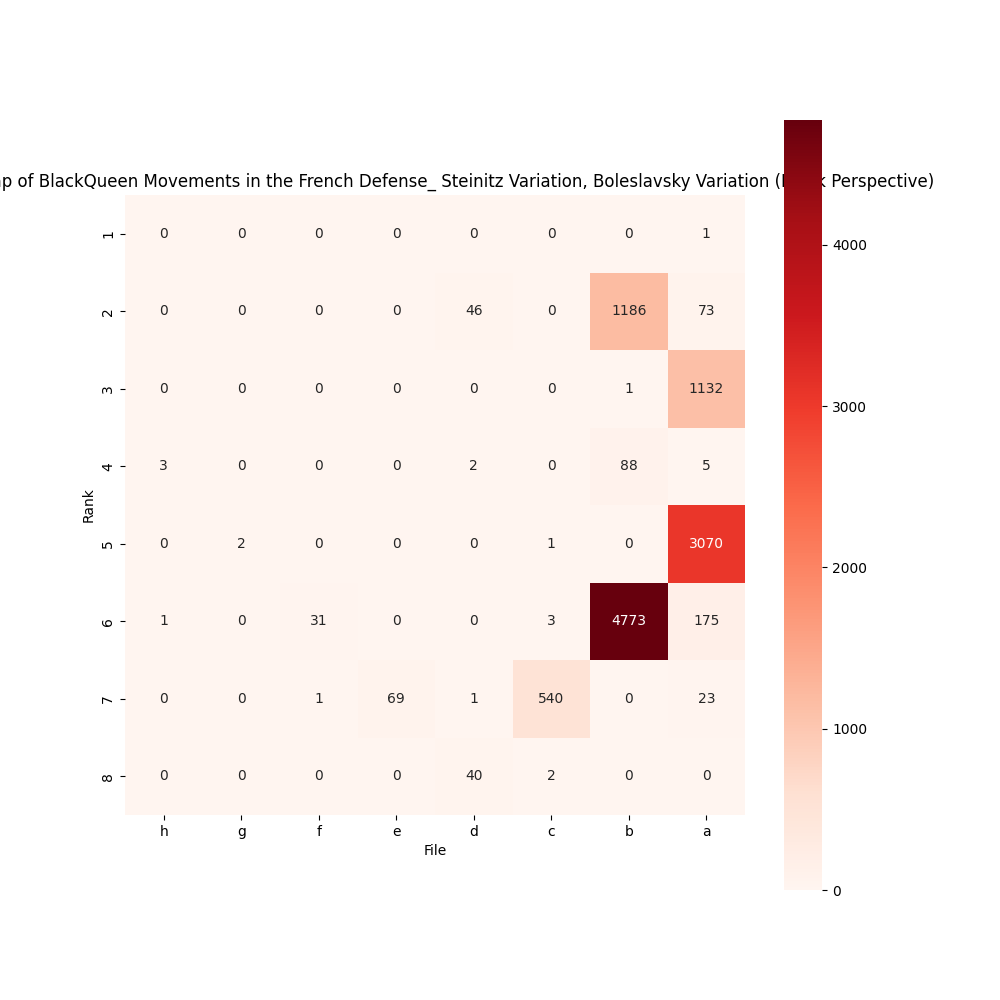 of BlackQueen Movements in the French Defense_ Steinitz Variation, Boleslavsky Variation ( Perspective)
4000
3000
2000
1000
0
Rank
1 0 0 0 0 0 0 0 1
2 0 0 0 0 46 0 1186 73
3 0 0 0 0 0 0 1 1132
4 3 0 0 0 2 0 88 5
5 0 2 0 0 0 1 0 3070
6 1 0 31 0 0 3 4773 175
7 0 0 1 69 1 540 0 23
8 0 0 0 0 40 2 0 0
h g f e d c b a
File